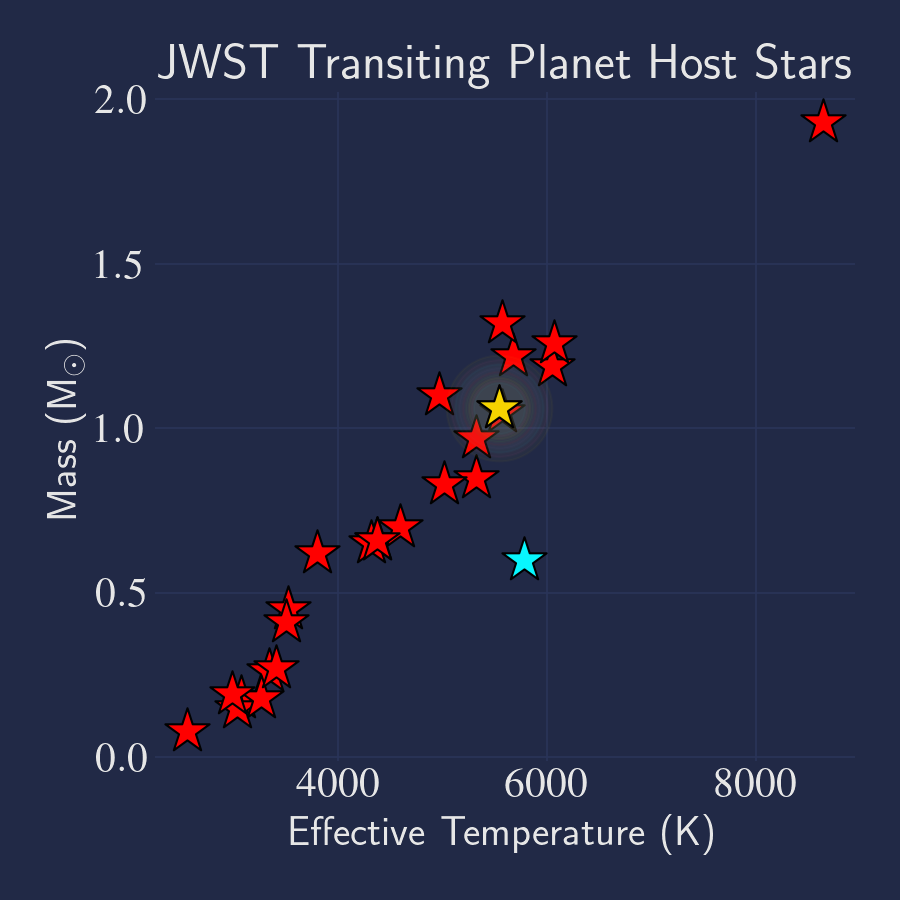 JWST Transiting Planet Host Stars
2.0
1.5
1.0
0.5
0.0
Mass (M☉)
4000 6000 8000
Effective Temperature (K)